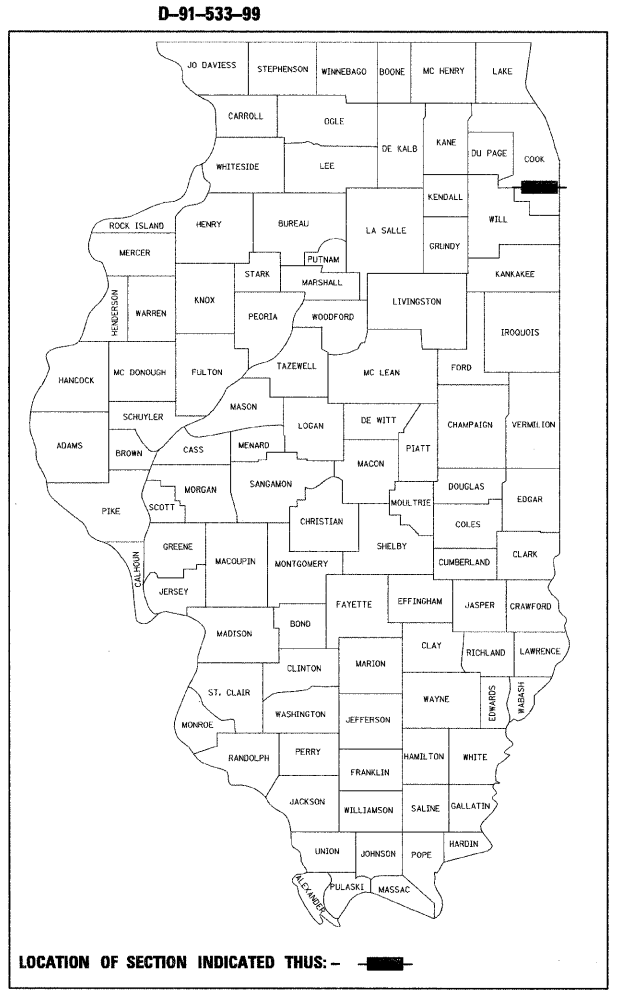 D-91-533-99
JO DAVIESS STEPHENSON WINNEBAGO BOONE MC HENRY LAKE
CARROLL OGLE DE KALB KANE DU PAGE COOK
WHITESIDE LEE KENDALL WILL
ROCK ISLAND HENRY BUREAU LA SALLE GRUNDY
MERCER PUTNAM
STARK MARSHALL KANKAKEE
HENDERSON WARREN KNOX PEORIA WOODFORD LIVINGSTON IROQUOIS
HANCOCK MC DONOUGH FULTON TAZEWELL MC LEAN FORD
SCHUYLER MASON LOGAN DE WITT CHAMPAIGN VERMILION
ADAMS BROWN CASS MENARD MACON PIATT
PIKE SCOTT MORGAN SANGAMON MOULTRIE DOUGLAS EDGAR
CHRISTIAN COLES
CALHOUN GREENE MACOUPIN MONTGOMERY SHELBY CUMBERLAND CLARK
JERSEY FAYETTE EFFINGHAM JASPER CRAWFORD
MADISON BOND
CLINTON MARION CLAY RICHLAND LAWRENCE
ST. CLAIR WASHINGTON JEFFERSON WAYNE EDWARDS WABASH
MONROE
RANDOLPH PERRY HAMILTON WHITE
FRANKLIN
JACKSON WILLIAMSON SALINE GALLATIN
UNION JOHNSON POPE HARDIN
ALEXANDER PULASKI MASSAC
LOCATION OF SECTION INDICATED THUS: –